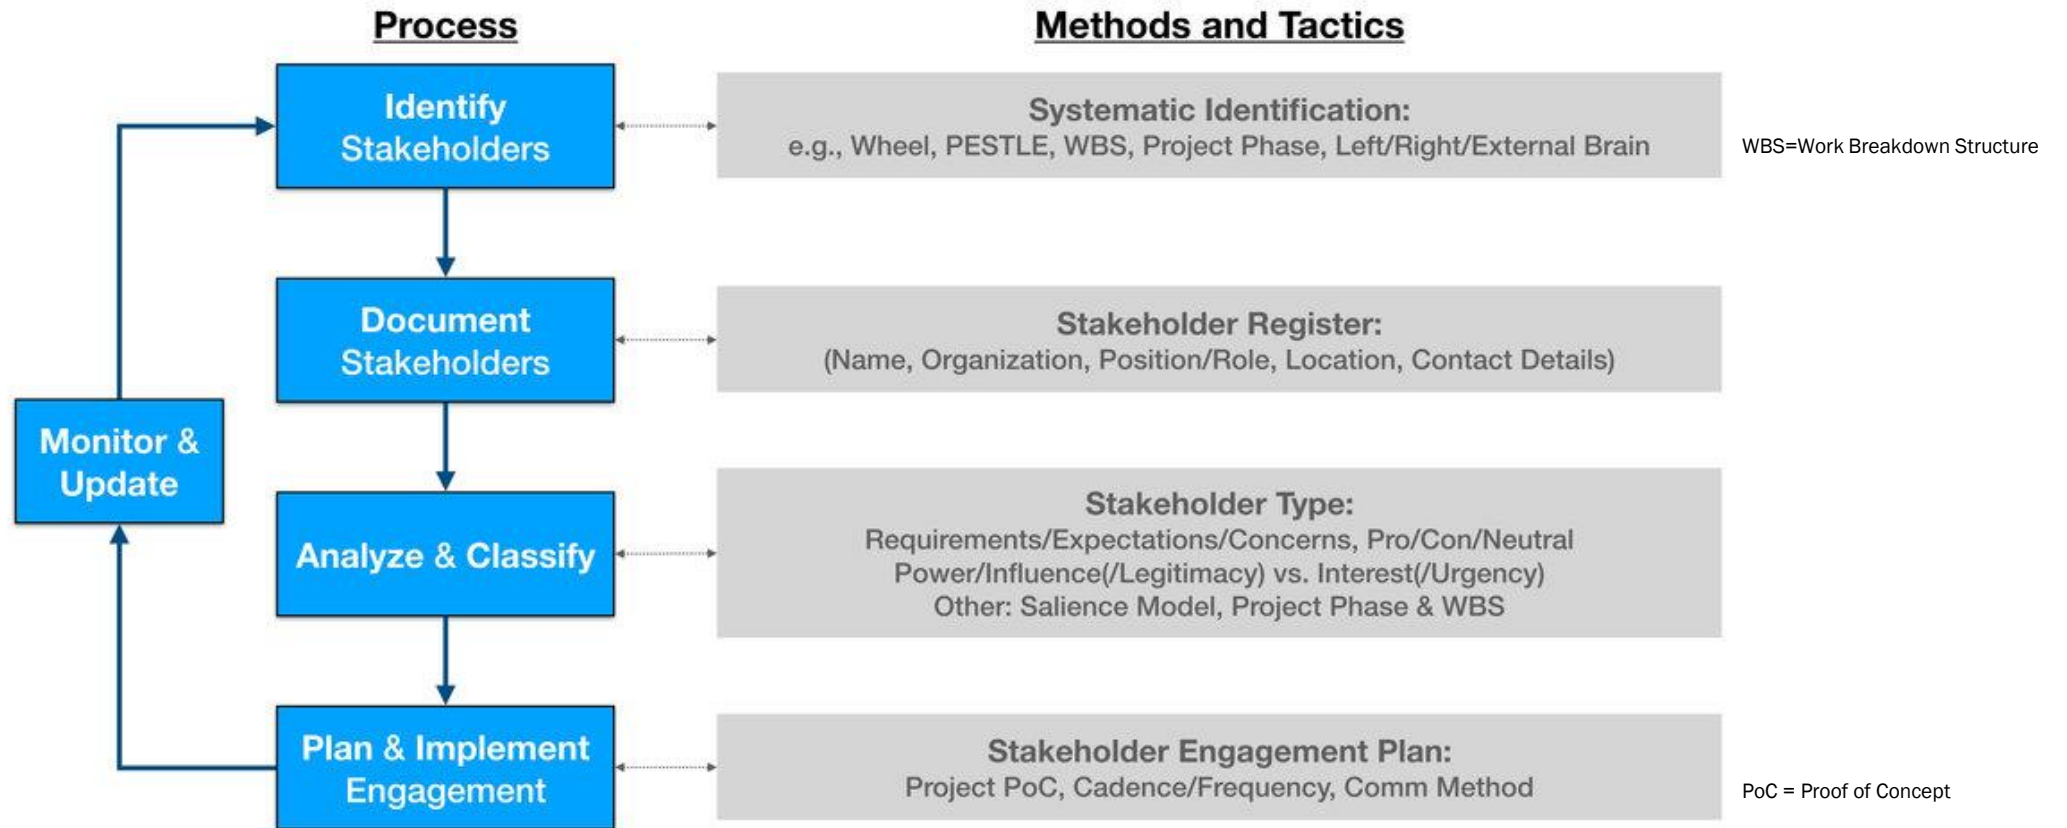 Process
Methods and Tactics
Identify
Stakeholders
Systematic Identification:
e.g., Wheel, PESTLE, WBS, Project Phase, Left/Right/External Brain
WBS=Work Breakdown Structure
Document
Stakeholders
Stakeholder Register:
(Name, Organization, Position/Role, Location, Contact Details)
Monitor &
Update
Analyze & Classify
Stakeholder Type:
Requirements/Expectations/Concerns, Pro/Con/Neutral
Power/Influence(/Legitimacy) vs. Interest(/Urgency)
Other: Salience Model, Project Phase & WBS
Plan & Implement
Engagement
Stakeholder Engagement Plan:
Project PoC, Cadence/Frequency, Comm Method
PoC = Proof of Concept